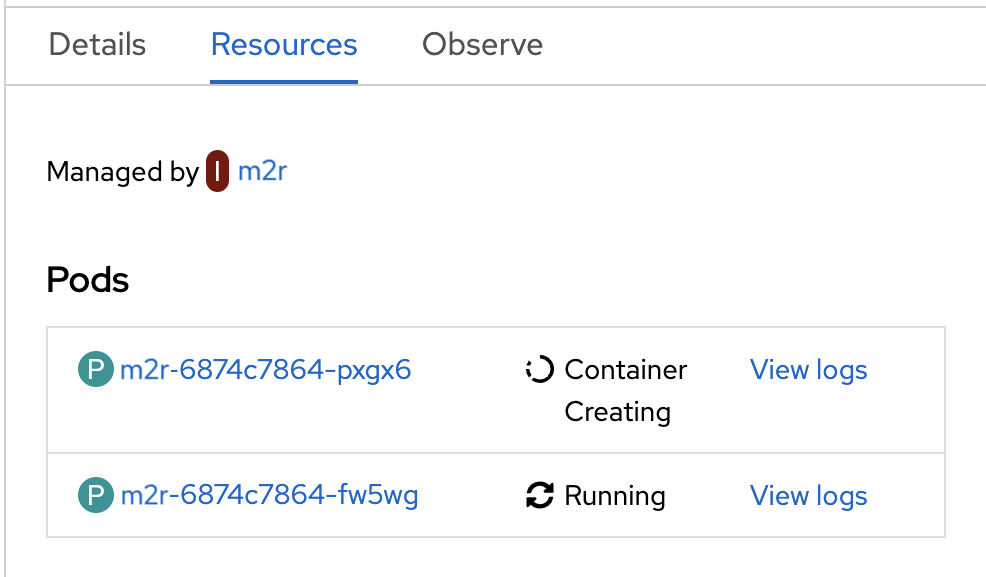 Details Resources Observe
Managed by I m2r
Pods
P m2r-6874c7864-pxgx6 Container View logs
Creating
P m2r-6874c7864-fw5wg Running View logs